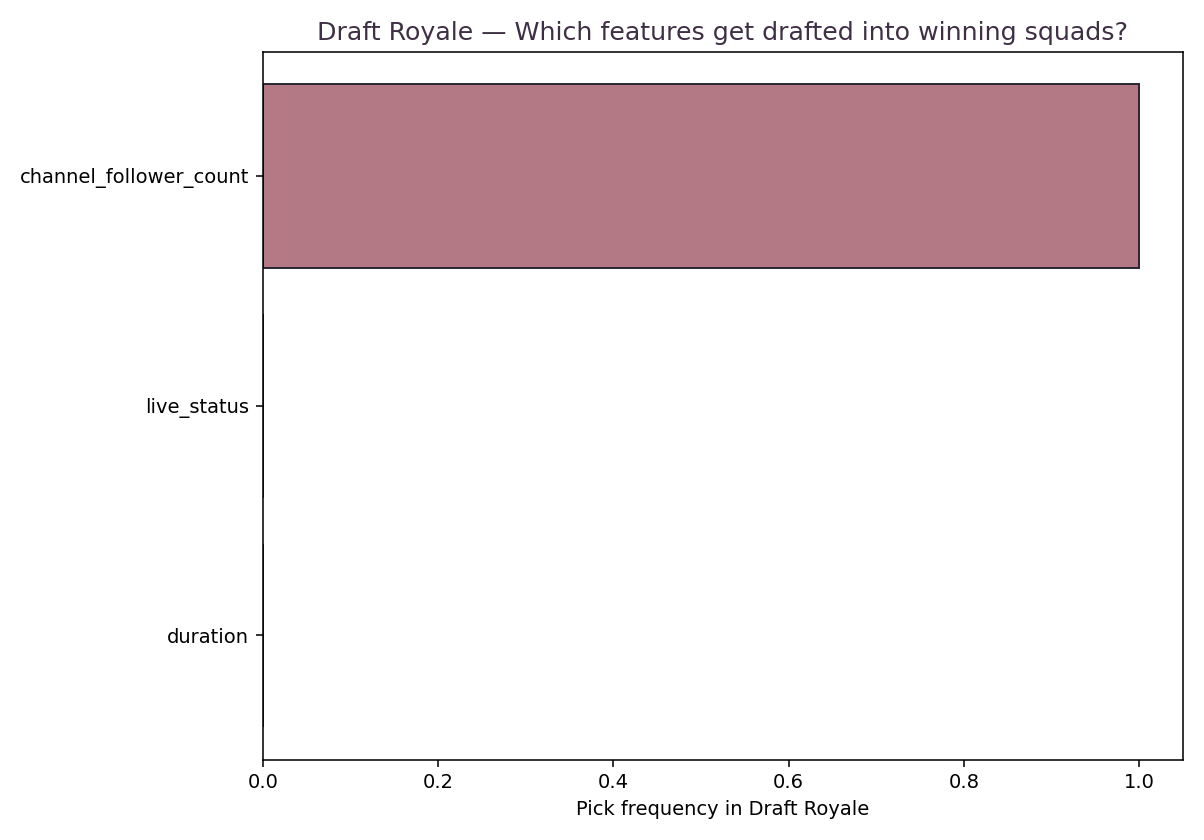 Draft Royale — Which features get drafted into winning squads?
channel_follower_count
live_status
duration
0.0 0.2 0.4 0.6 0.8 1.0
Pick frequency in Draft Royale